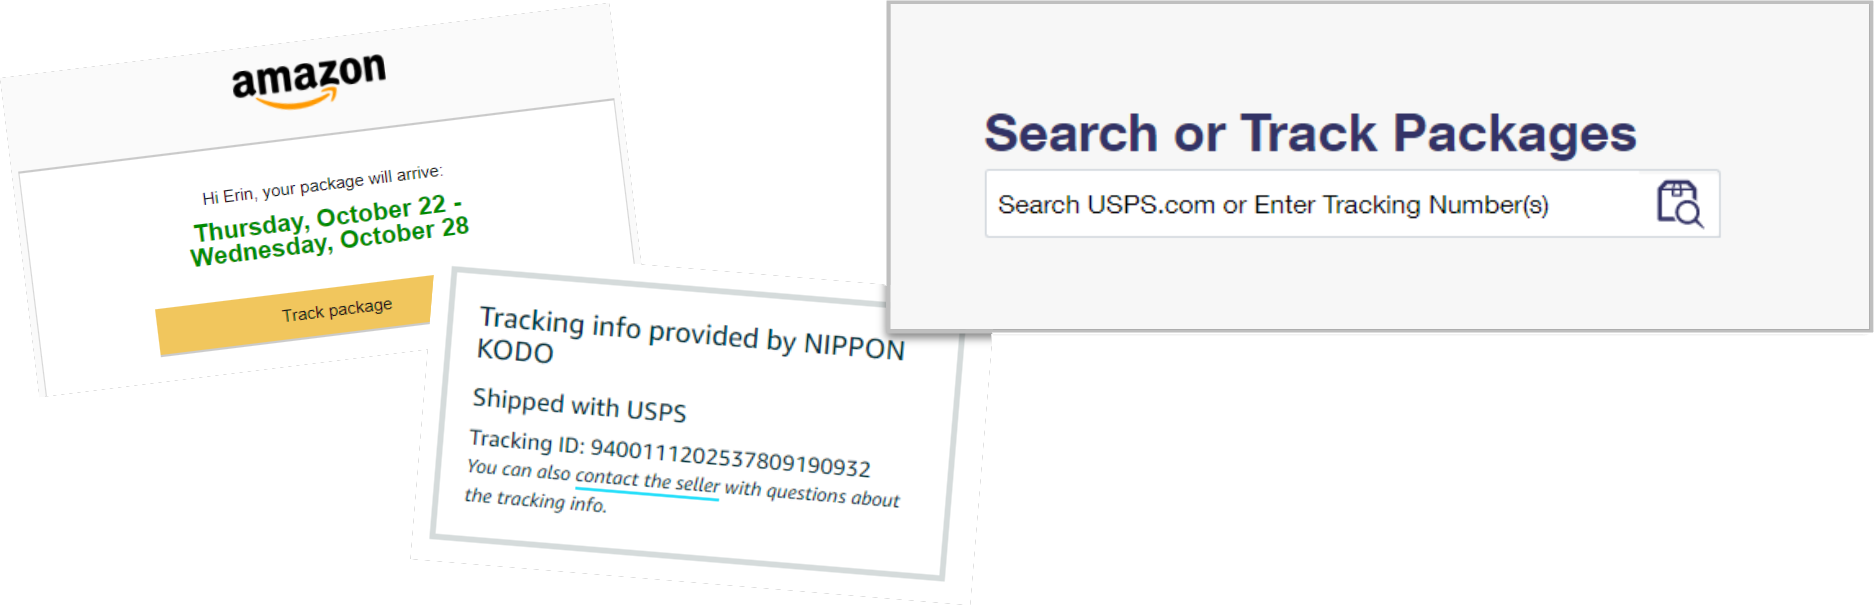 amazon
Hi Erin, your package will arrive:
Thursday, October 22 -
Wednesday, October 28
Track package
Tracking info provided by NIPPON
KODO
Shipped with USPS
Tracking ID: 9400111202537809190932
You can also contact the seller with questions about
the tracking info.
Search or Track Packages
Search USPS.com or Enter Tracking Number(s)